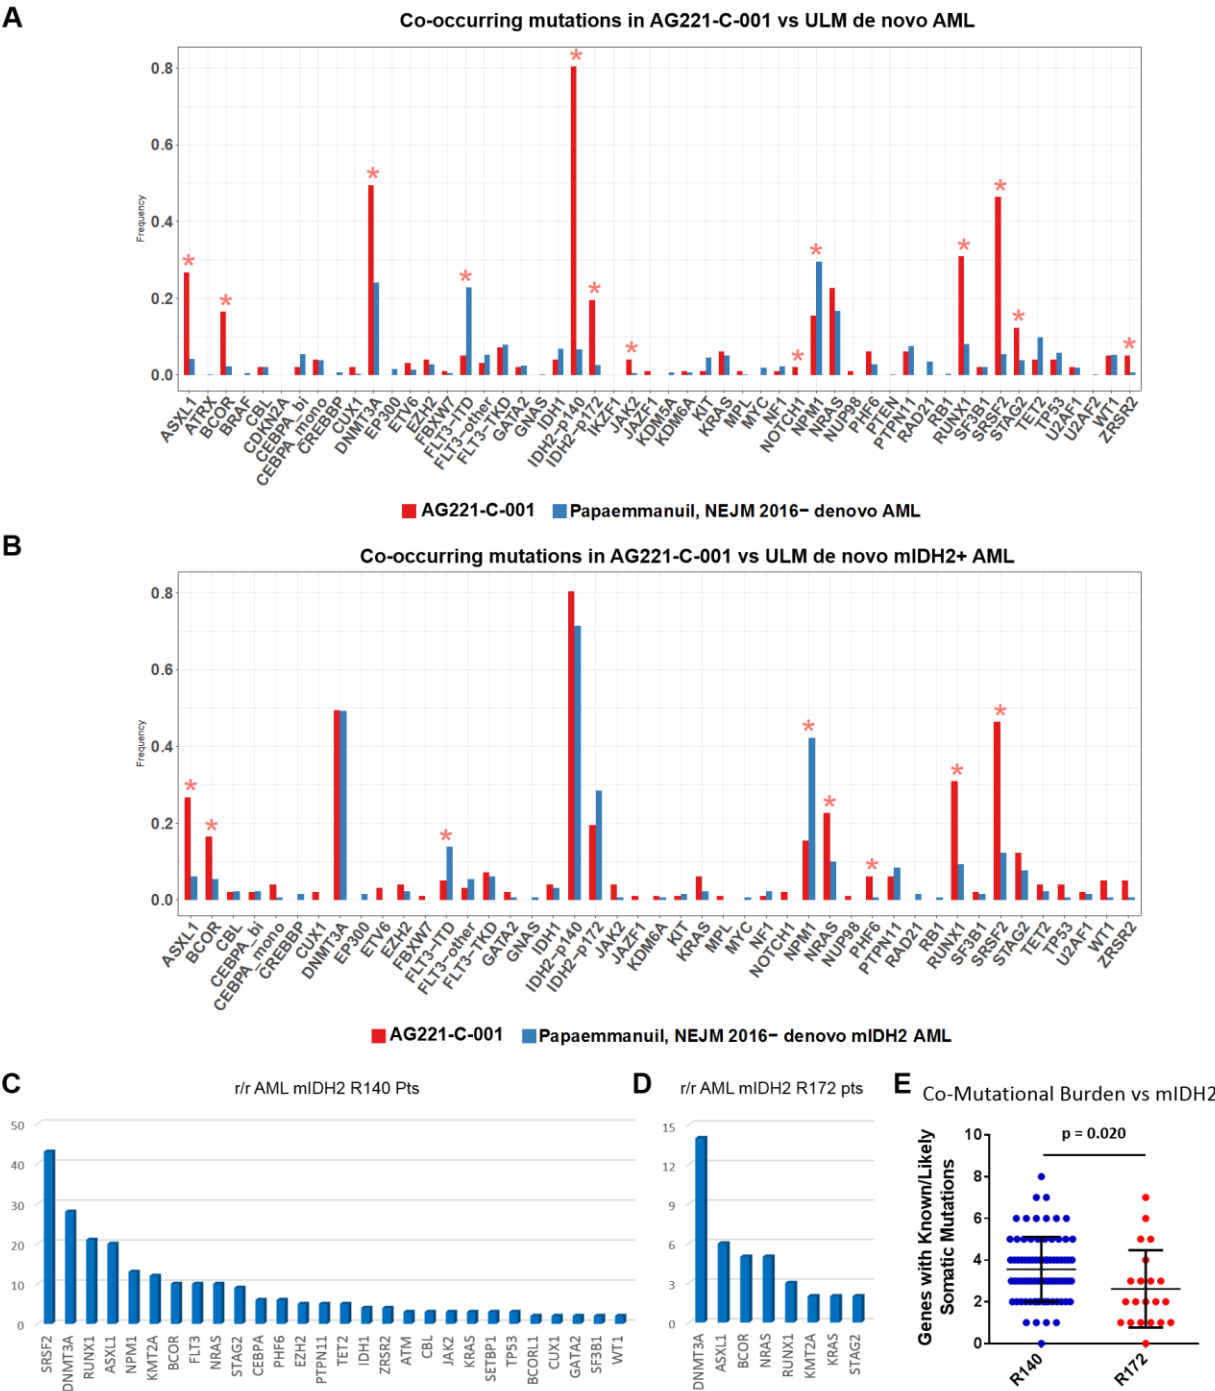 A
Co-occurring mutations in AG221-C-001 vs ULM de novo AML
Frequency
0.8
0.6
0.4
0.2
0.0
* * * * * * * * * * * * *
ASXL1 ATRX BCOR BRAF CBL CDKN2A CEBPA_bi CEBPA_mono CREBBP CUX1 DNMT3A EP300 ETV6 EZH2 FBXW7 FLT3-ITD FLT3-other FLT3-TKD GATA2 GNAS IDH1 IDH2-p140 IDH2-p172 IKZF1 JAK2 JAZF1 KDM5A KDM6A KIT KRAS MPL MYC NF1 NOTCH1 NPM1 NRAS NUP98 PHF6 PTEN PTPN11 RAD21 RB1 RUNX1 SF3B1 SRSF2 STAG2 TET2 TP53 U2AF1 U2AF2 WT1 ZRSR2
AG221-C-001 Papaemmanuil, NEJM 2016− denovo AML
B
Co-occurring mutations in AG221-C-001 vs ULM de novo mIDH2+ AML
Frequency
0.8
0.6
0.4
0.2
0.0
* * * * * * * *
ASXL1 BCOR CBL CEBPA_bi CEBPA_mono CREBBP CUX1 DNMT3A EP300 ETV6 EZH2 FBXW7 FLT3-ITD FLT3-other FLT3-TKD GATA2 GNAS IDH1 IDH2-p140 IDH2-p172 JAK2 JAZF1 KDM6A KIT KRAS MPL MYC NF1 NOTCH1 NPM1 NRAS NUP98 PHF6 PTPN11 RAD21 RB1 RUNX1 SF3B1 SRSF2 STAG2 TET2 TP53 U2AF1 WT1 ZRSR2
AG221-C-001 Papaemmanuil, NEJM 2016− denovo mIDH2 AML
C
r/r AML mIDH2 R140 Pts
50
40
30
20
10
0
SRSF2 DNMT3A RUNX1 ASXL1 NPM1 KMT2A BCOR FLT3 NRAS STAG2 CEBPA PHF6 EZH2 PTPN11 TET2 IDH1 ZRSR2 ATM CBL JAK2 KRAS SETBP1 TP53 BCORL1 CUX1 GATA2 SF3B1 WT1
D
r/r AML mIDH2 R172 pts
15
12
9
6
3
0
DNMT3A ASXL1 BCOR NRAS RUNX1 KMT2A KRAS STAG2
E
Co-Mutational Burden vs mIDH2
p = 0.020
Genes with Known/Likely
Somatic Mutations
10
8
6
4
2
0
R140 R172